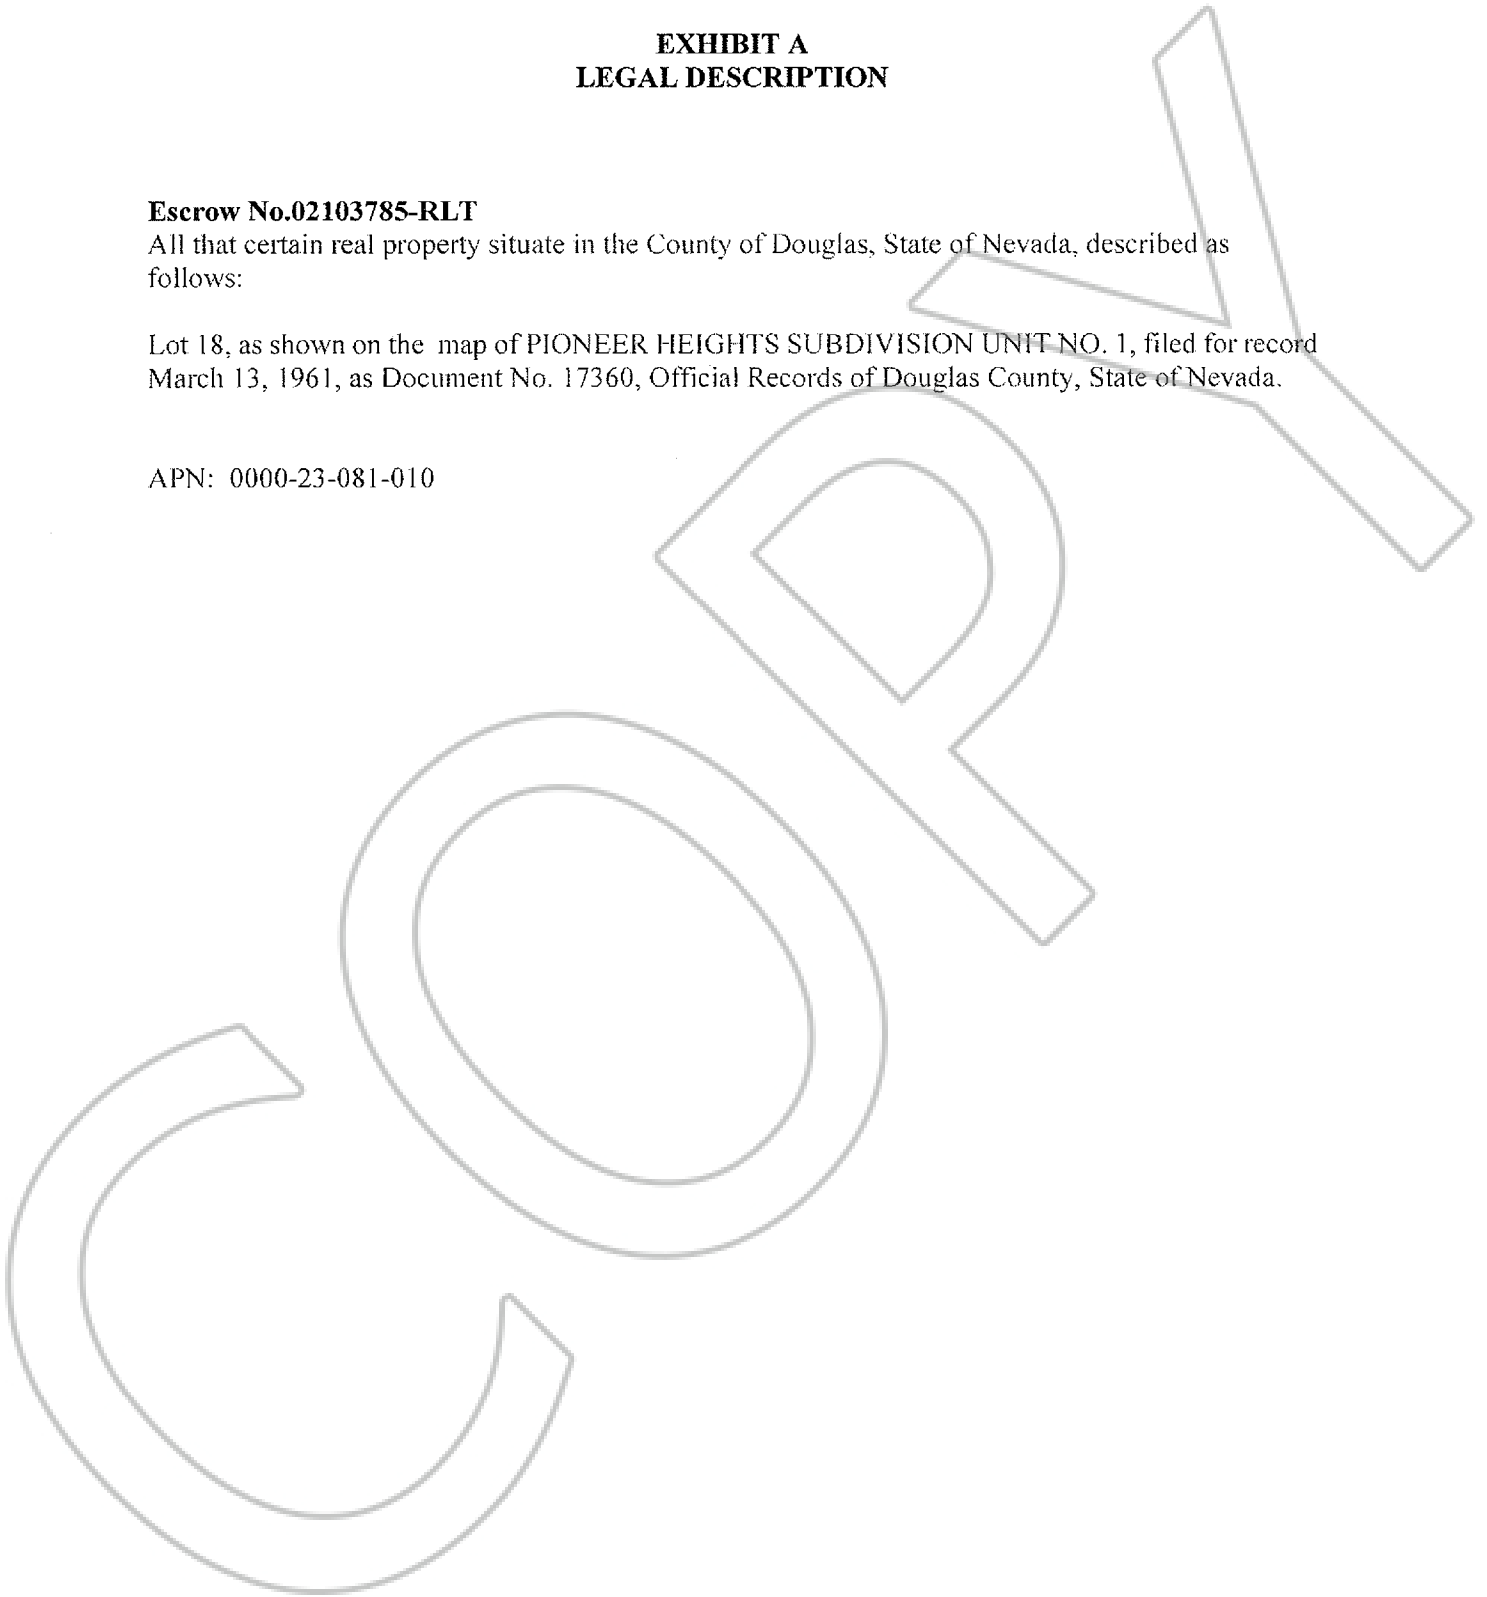 EXHIBIT A
LEGAL DESCRIPTION
Escrow No.02103785-RLT
All that certain real property situate in the County of Douglas, State of Nevada, described as
follows:
Lot 18, as shown on the map of PIONEER HEIGHTS SUBDIVISION UNIT NO. 1, filed for record
March 13, 1961, as Document No. 17360, Official Records of Douglas County, State of Nevada.
APN: 0000-23-081-010
COPY